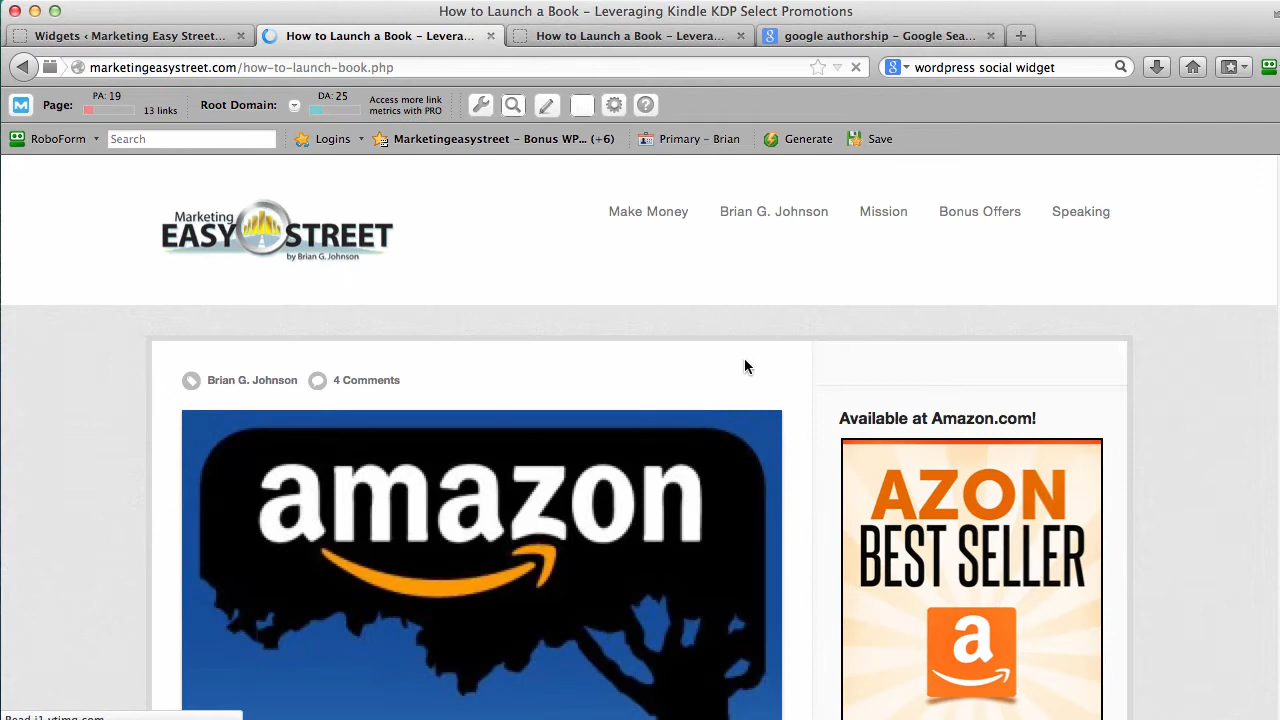 How to Launch a Book – Leveraging Kindle KDP Select Promotions
Widgets ‹ Marketing Easy Street...
How to Launch a Book – Levera...
How to Launch a Book – Levera...
google authorship – Google Sea...
marketingeasystreet.com/how-to-launch-book.php
wordpress social widget
Page:
PA: 19
13 links
Root Domain:
DA: 25
Access more link
metrics with PRO
RoboForm
Search
Logins
Marketingeasystreet – Bonus WP... (+6)
Primary – Brian
Generate
Save
Marketing
EASY STREET
by Brian G. Johnson
Make Money
Brian G. Johnson
Mission
Bonus Offers
Speaking
Brian G. Johnson
4 Comments
amazon
Available at Amazon.com!
AZON
BEST SELLER
a
Read i1.ytimg.com